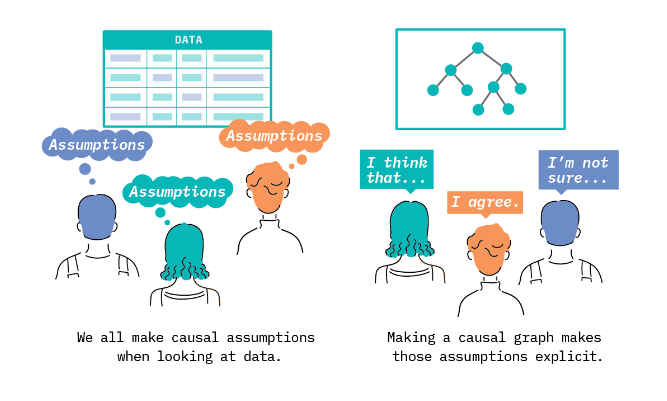 DATA
Assumptions
Assumptions
Assumptions
We all make causal assumptions
when looking at data.
I think
that...
I agree.
I'm not
sure...
Making a causal graph makes
those assumptions explicit.